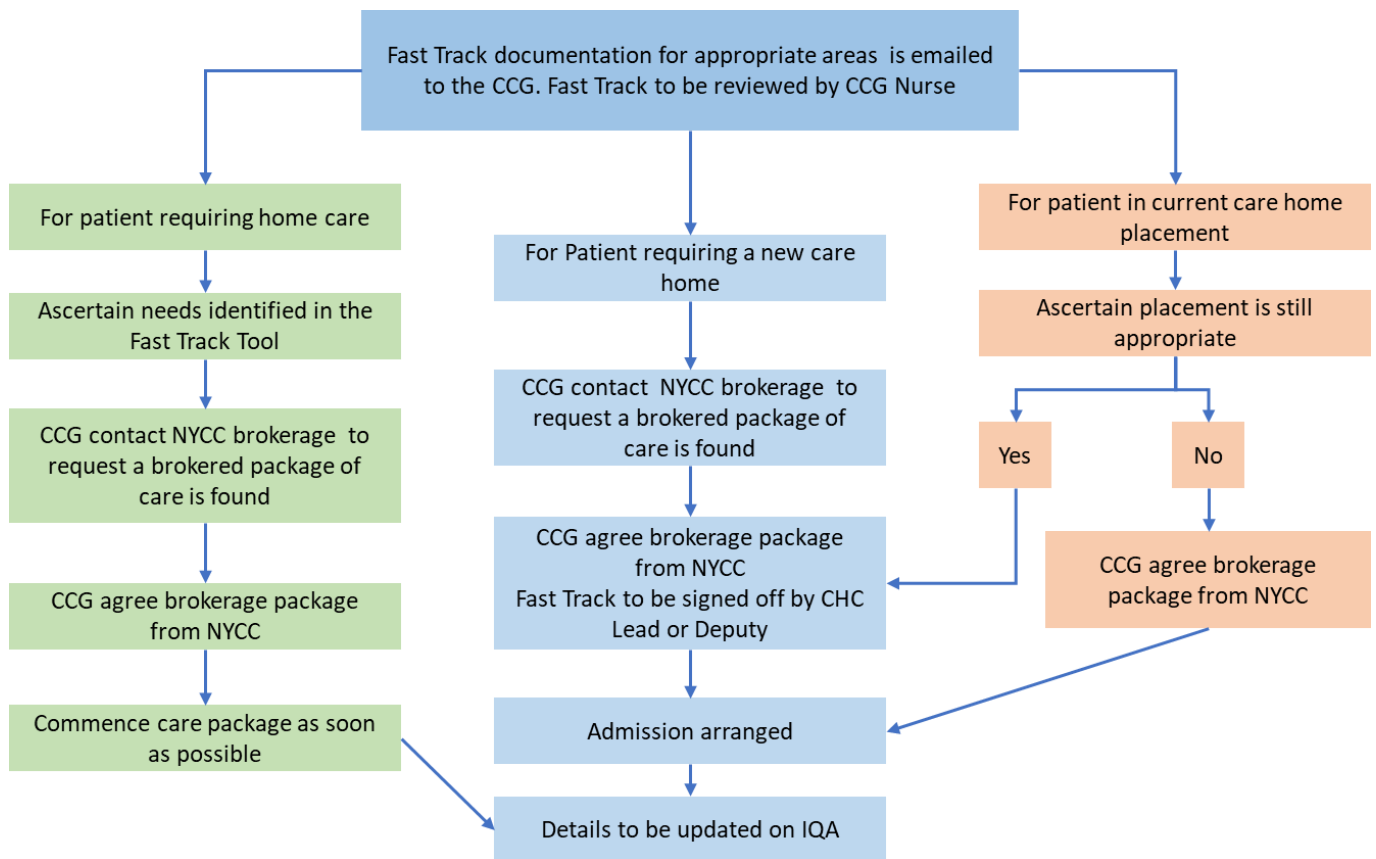 Fast Track documentation for appropriate areas is emailed
to the CCG. Fast Track to be reviewed by CCG Nurse
For patient requiring home care
Ascertain needs identified in the
Fast Track Tool
CCG contact NYCC brokerage to
request a brokered package of
care is found
CCG agree brokerage package
from NYCC
Commence care package as soon
as possible
For Patient requiring a new care
home
CCG contact NYCC brokerage to
request a brokered package of
care is found
CCG agree brokerage package
from NYCC
Fast Track to be signed off by CHC
Lead or Deputy
Admission arranged
Details to be updated on IQA
For patient in current care home
placement
Ascertain placement is still
appropriate
Yes
No
CCG agree brokerage
package from NYCC